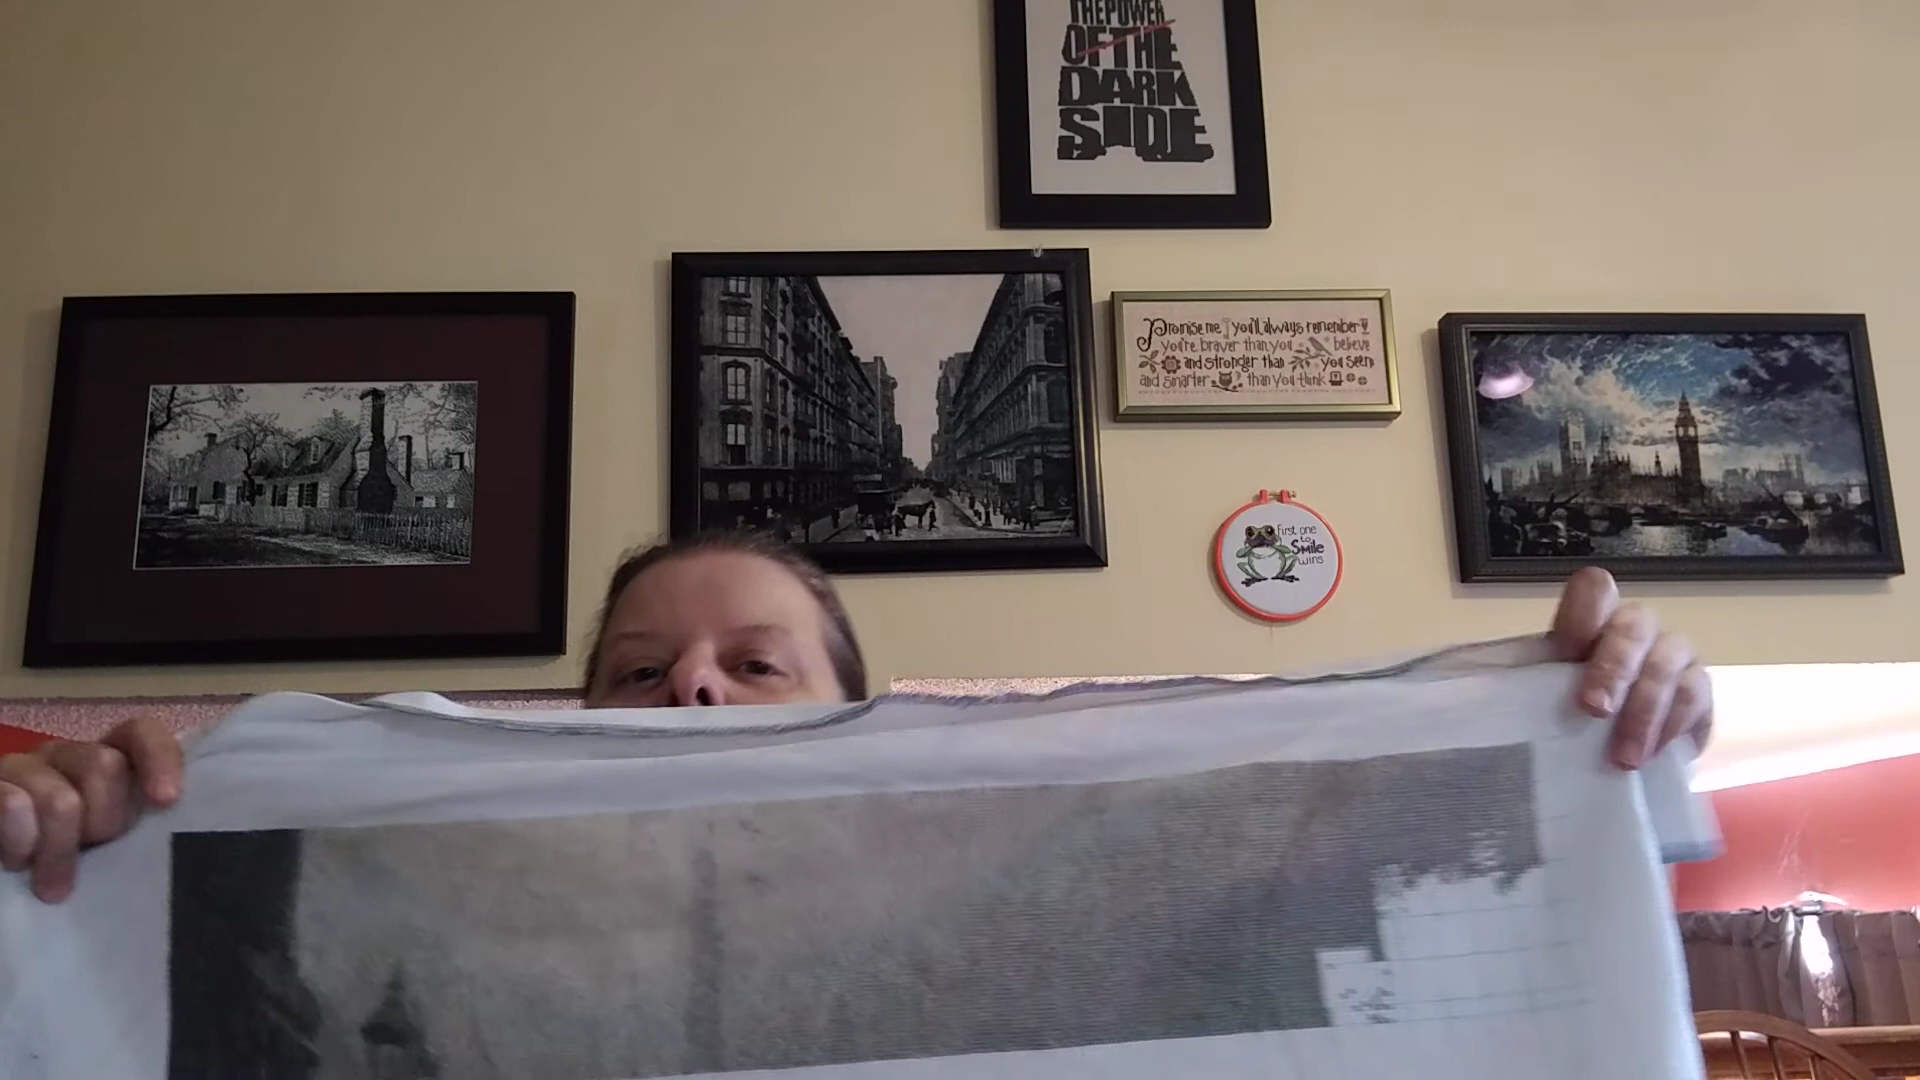 THE POWER
OF THE
DARK
SIDE
Promise me you'll always remember
you're braver than you believe
and stronger than you seem
and smarter than you think
First one
to
Smile
wins